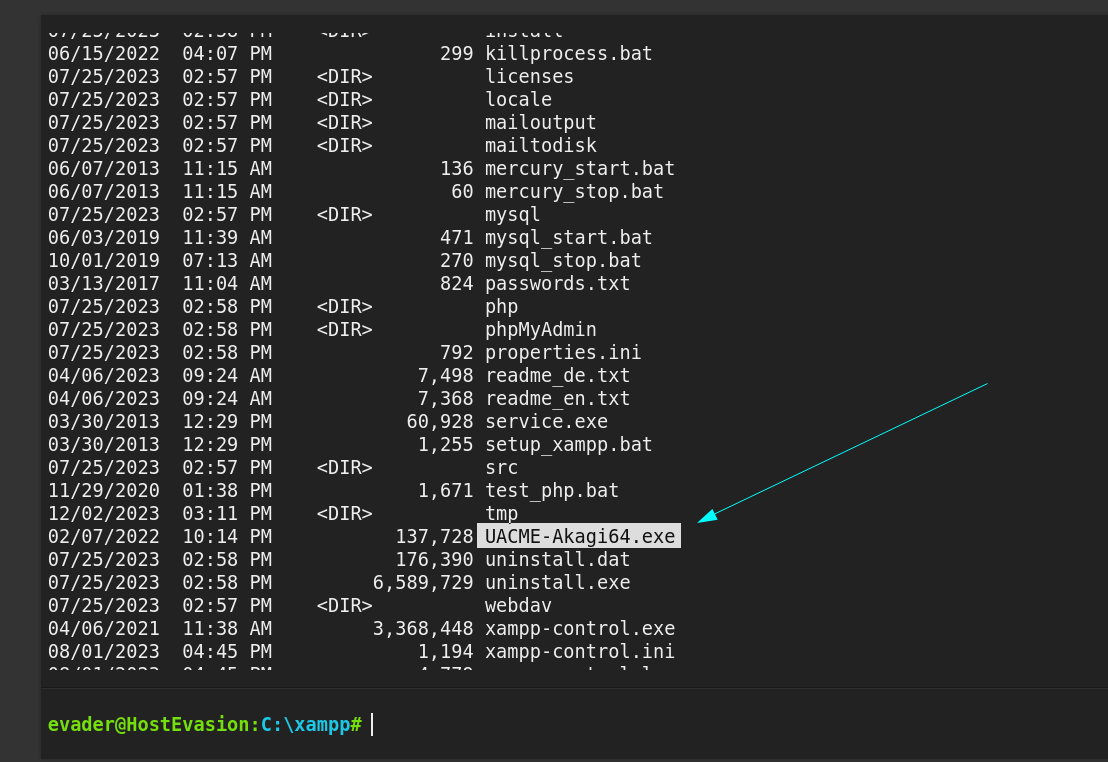 06/15/2022  04:07 PM               299 killprocess.bat
07/25/2023  02:57 PM    <DIR>          licenses
07/25/2023  02:57 PM    <DIR>          locale
07/25/2023  02:57 PM    <DIR>          mailoutput
07/25/2023  02:57 PM    <DIR>          mailtodisk
06/07/2013  11:15 AM               136 mercury_start.bat
06/07/2013  11:15 AM                60 mercury_stop.bat
07/25/2023  02:57 PM    <DIR>          mysql
06/03/2019  11:39 AM               471 mysql_start.bat
10/01/2019  07:13 AM               270 mysql_stop.bat
03/13/2017  11:04 AM               824 passwords.txt
07/25/2023  02:58 PM    <DIR>          php
07/25/2023  02:58 PM    <DIR>          phpMyAdmin
07/25/2023  02:58 PM               792 properties.ini
04/06/2023  09:24 AM             7,498 readme_de.txt
04/06/2023  09:24 AM             7,368 readme_en.txt
03/30/2013  12:29 PM            60,928 service.exe
03/30/2013  12:29 PM             1,255 setup_xampp.bat
07/25/2023  02:57 PM    <DIR>          src
11/29/2020  01:38 PM             1,671 test_php.bat
12/02/2023  03:11 PM    <DIR>          tmp
02/07/2022  10:14 PM           137,728 UACME-Akagi64.exe
07/25/2023  02:58 PM           176,390 uninstall.dat
07/25/2023  02:58 PM         6,589,729 uninstall.exe
07/25/2023  02:57 PM    <DIR>          webdav
04/06/2021  11:38 AM         3,368,448 xampp-control.exe
08/01/2023  04:45 PM             1,194 xampp-control.ini
evader@HostEvasion:C:\xampp#